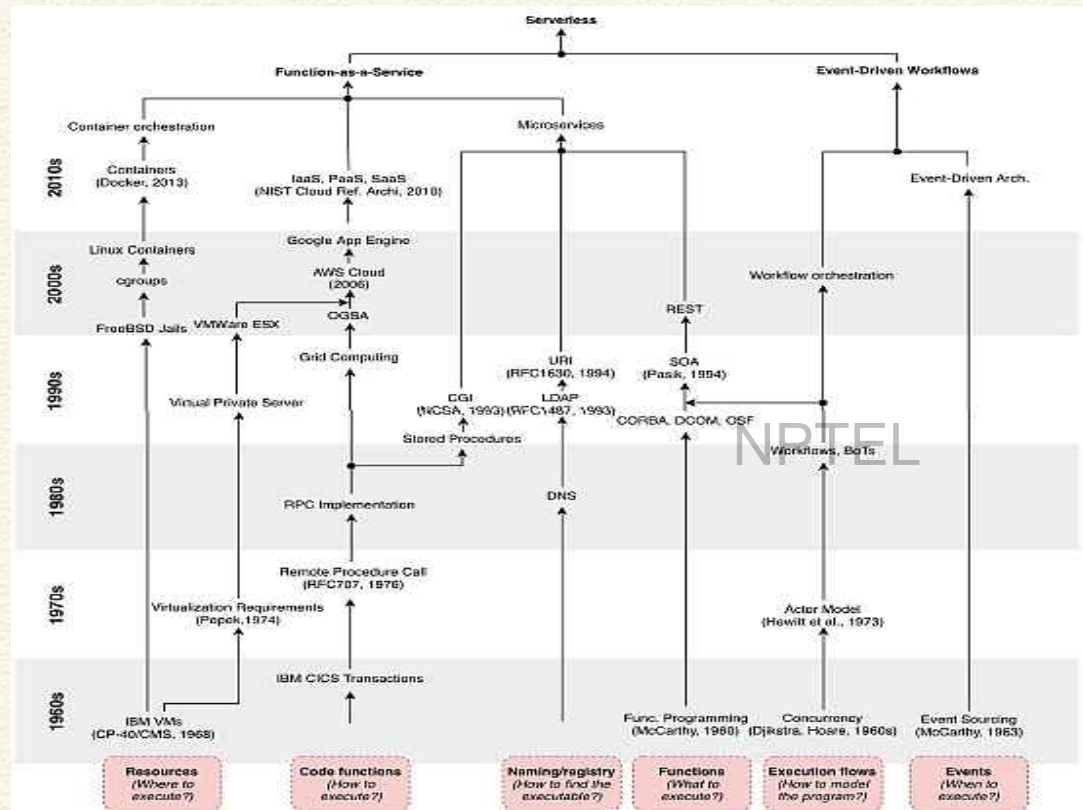 Serverless
Function-as-a-Service
Event-Driven Workflows
Container orchestration
Microservices
2010s
Containers
(Docker, 2013)
IaaS, PaaS, SaaS
(NIST Cloud Ref. Archi, 2010)
Event-Driven Arch.
2000s
Linux Containers
cgroups
FreeBSD Jails
VMWare ESX
Google App Engine
AWS Cloud
(2006)
OGSA
Workflow orchestration
REST
1990s
Grid Computing
Virtual Private Server
URI
(RFC1630, 1994)
SOA
(Pasik, 1994)
CGI
(NCSA, 1993)
LDAP
(RFC1487, 1993)
CORBA, DCOM, OSF
Stored Procedures
NPTEL
Workflows, BoTs
1980s
RPC Implementation
DNS
1970s
Remote Procedure Call
(RFC707, 1976)
Virtualization Requirements
(Popek,1974)
Actor Model
(Hewitt et al., 1973)
1960s
IBM CICS Transactions
IBM VMs
(CP-40/CMS, 1968)
Func. Programming
(McCarthy, 1960)
Concurrency
(Djikstra, Hoare, 1960s)
Event Sourcing
(McCarthy, 1963)
Resources
(Where to
execute?)
Code functions
(How to
execute?)
Naming/registry
(How to find the
executable?)
Functions
(What to
execute?)
Execution flows
(How to model
the program?)
Events
(When to
execute?)